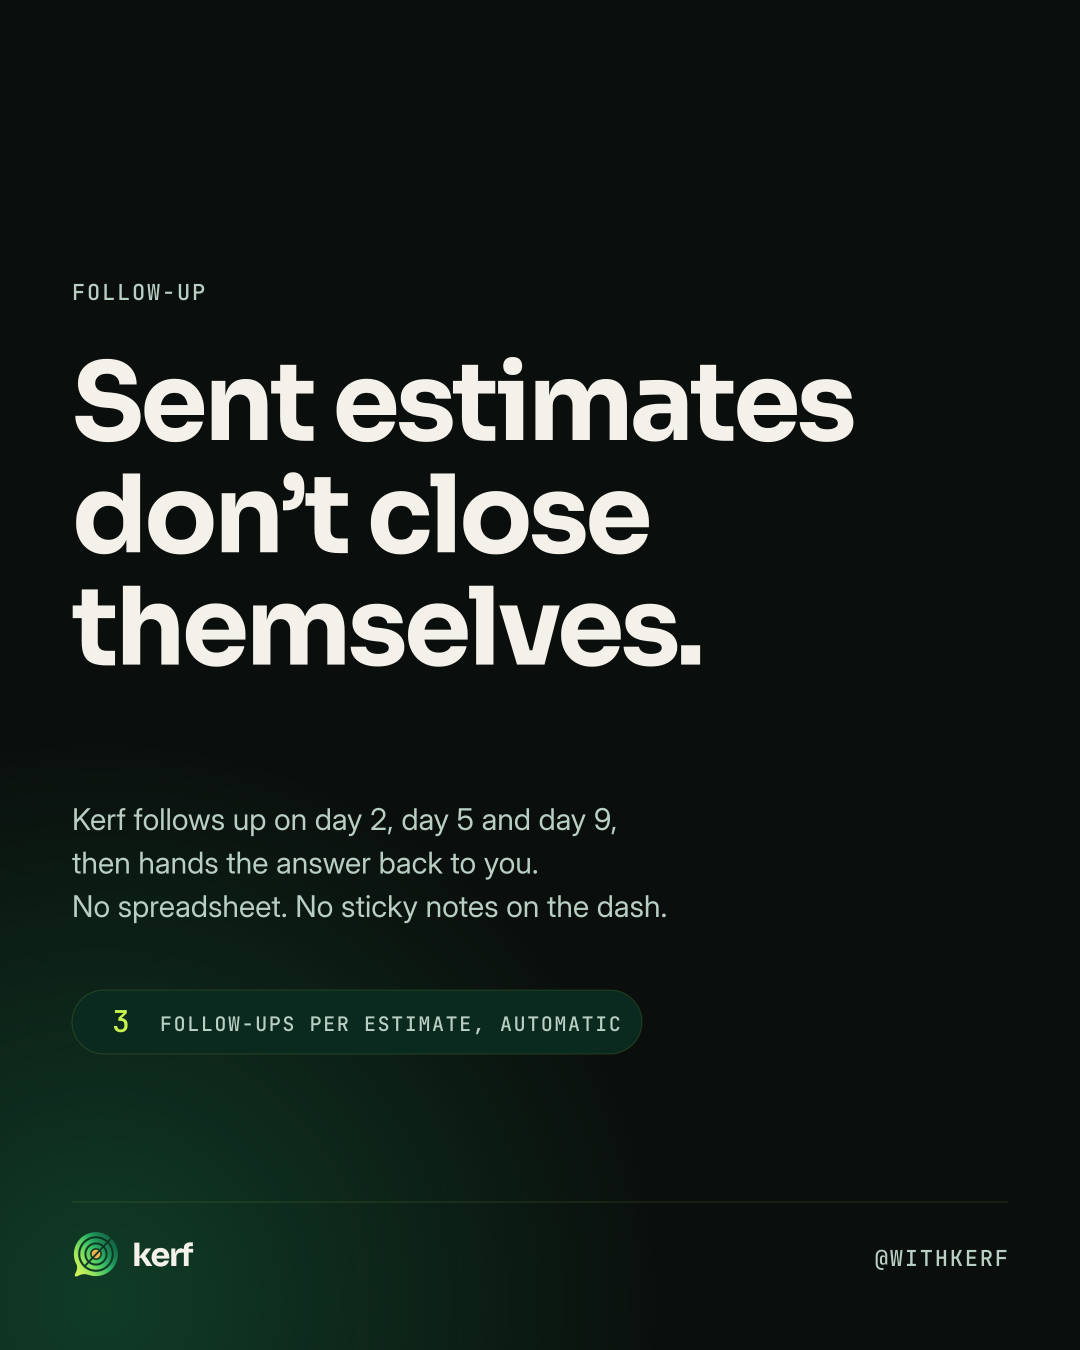 FOLLOW-UP
Sent estimates
don’t close
themselves.
Kerf follows up on day 2, day 5 and day 9,
then hands the answer back to you.
No spreadsheet. No sticky notes on the dash.
3 FOLLOW-UPS PER ESTIMATE, AUTOMATIC
kerf
@WITHKERF